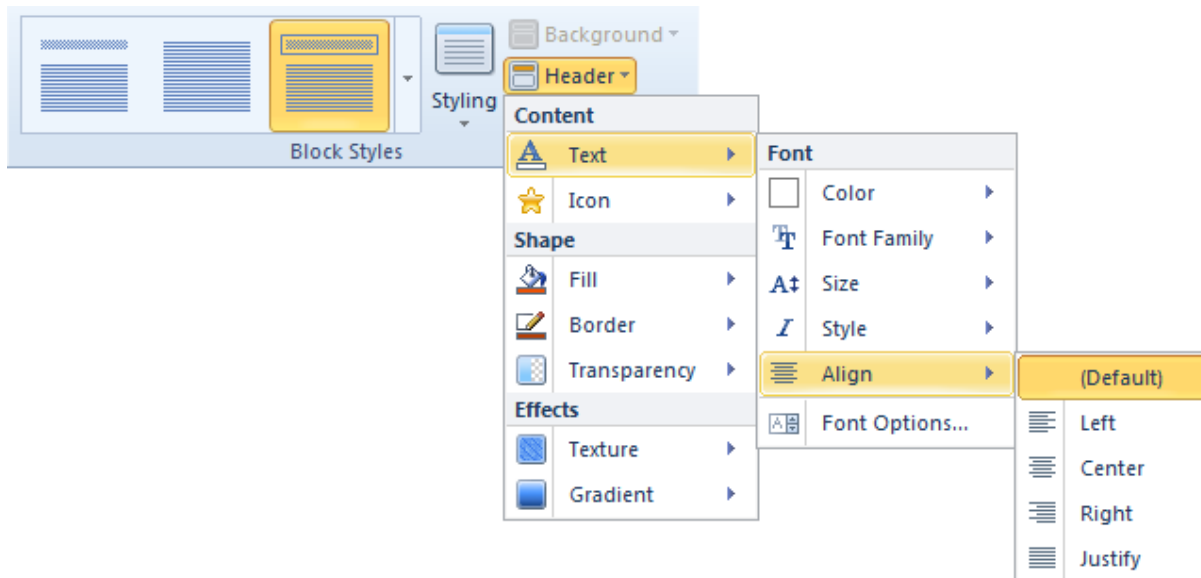 Background
Header
Styling
Block Styles
Content
Text
Icon
Shape
Fill
Border
Transparency
Effects
Texture
Gradient
Font
Color
Font Family
Size
Style
Align
Font Options...
(Default)
Left
Center
Right
Justify